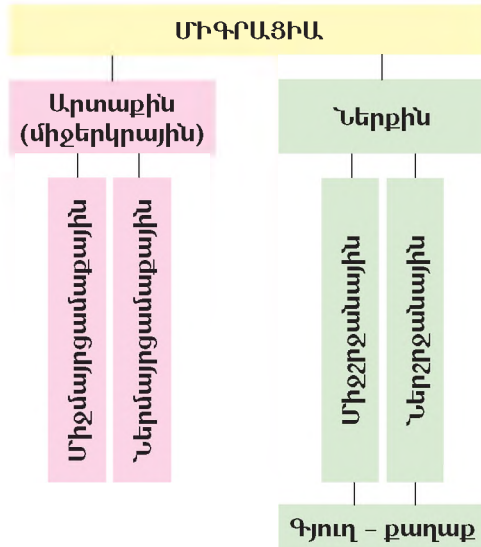 ՄԻԳՐԱՑԻԱ
Արտաքին
(միջերկրային)
Ներքին
Միջմայրցամաքային
Ներմայրցամաքային
Միջշրջանային
Ներշրջանային
Գյուղ – քաղաք